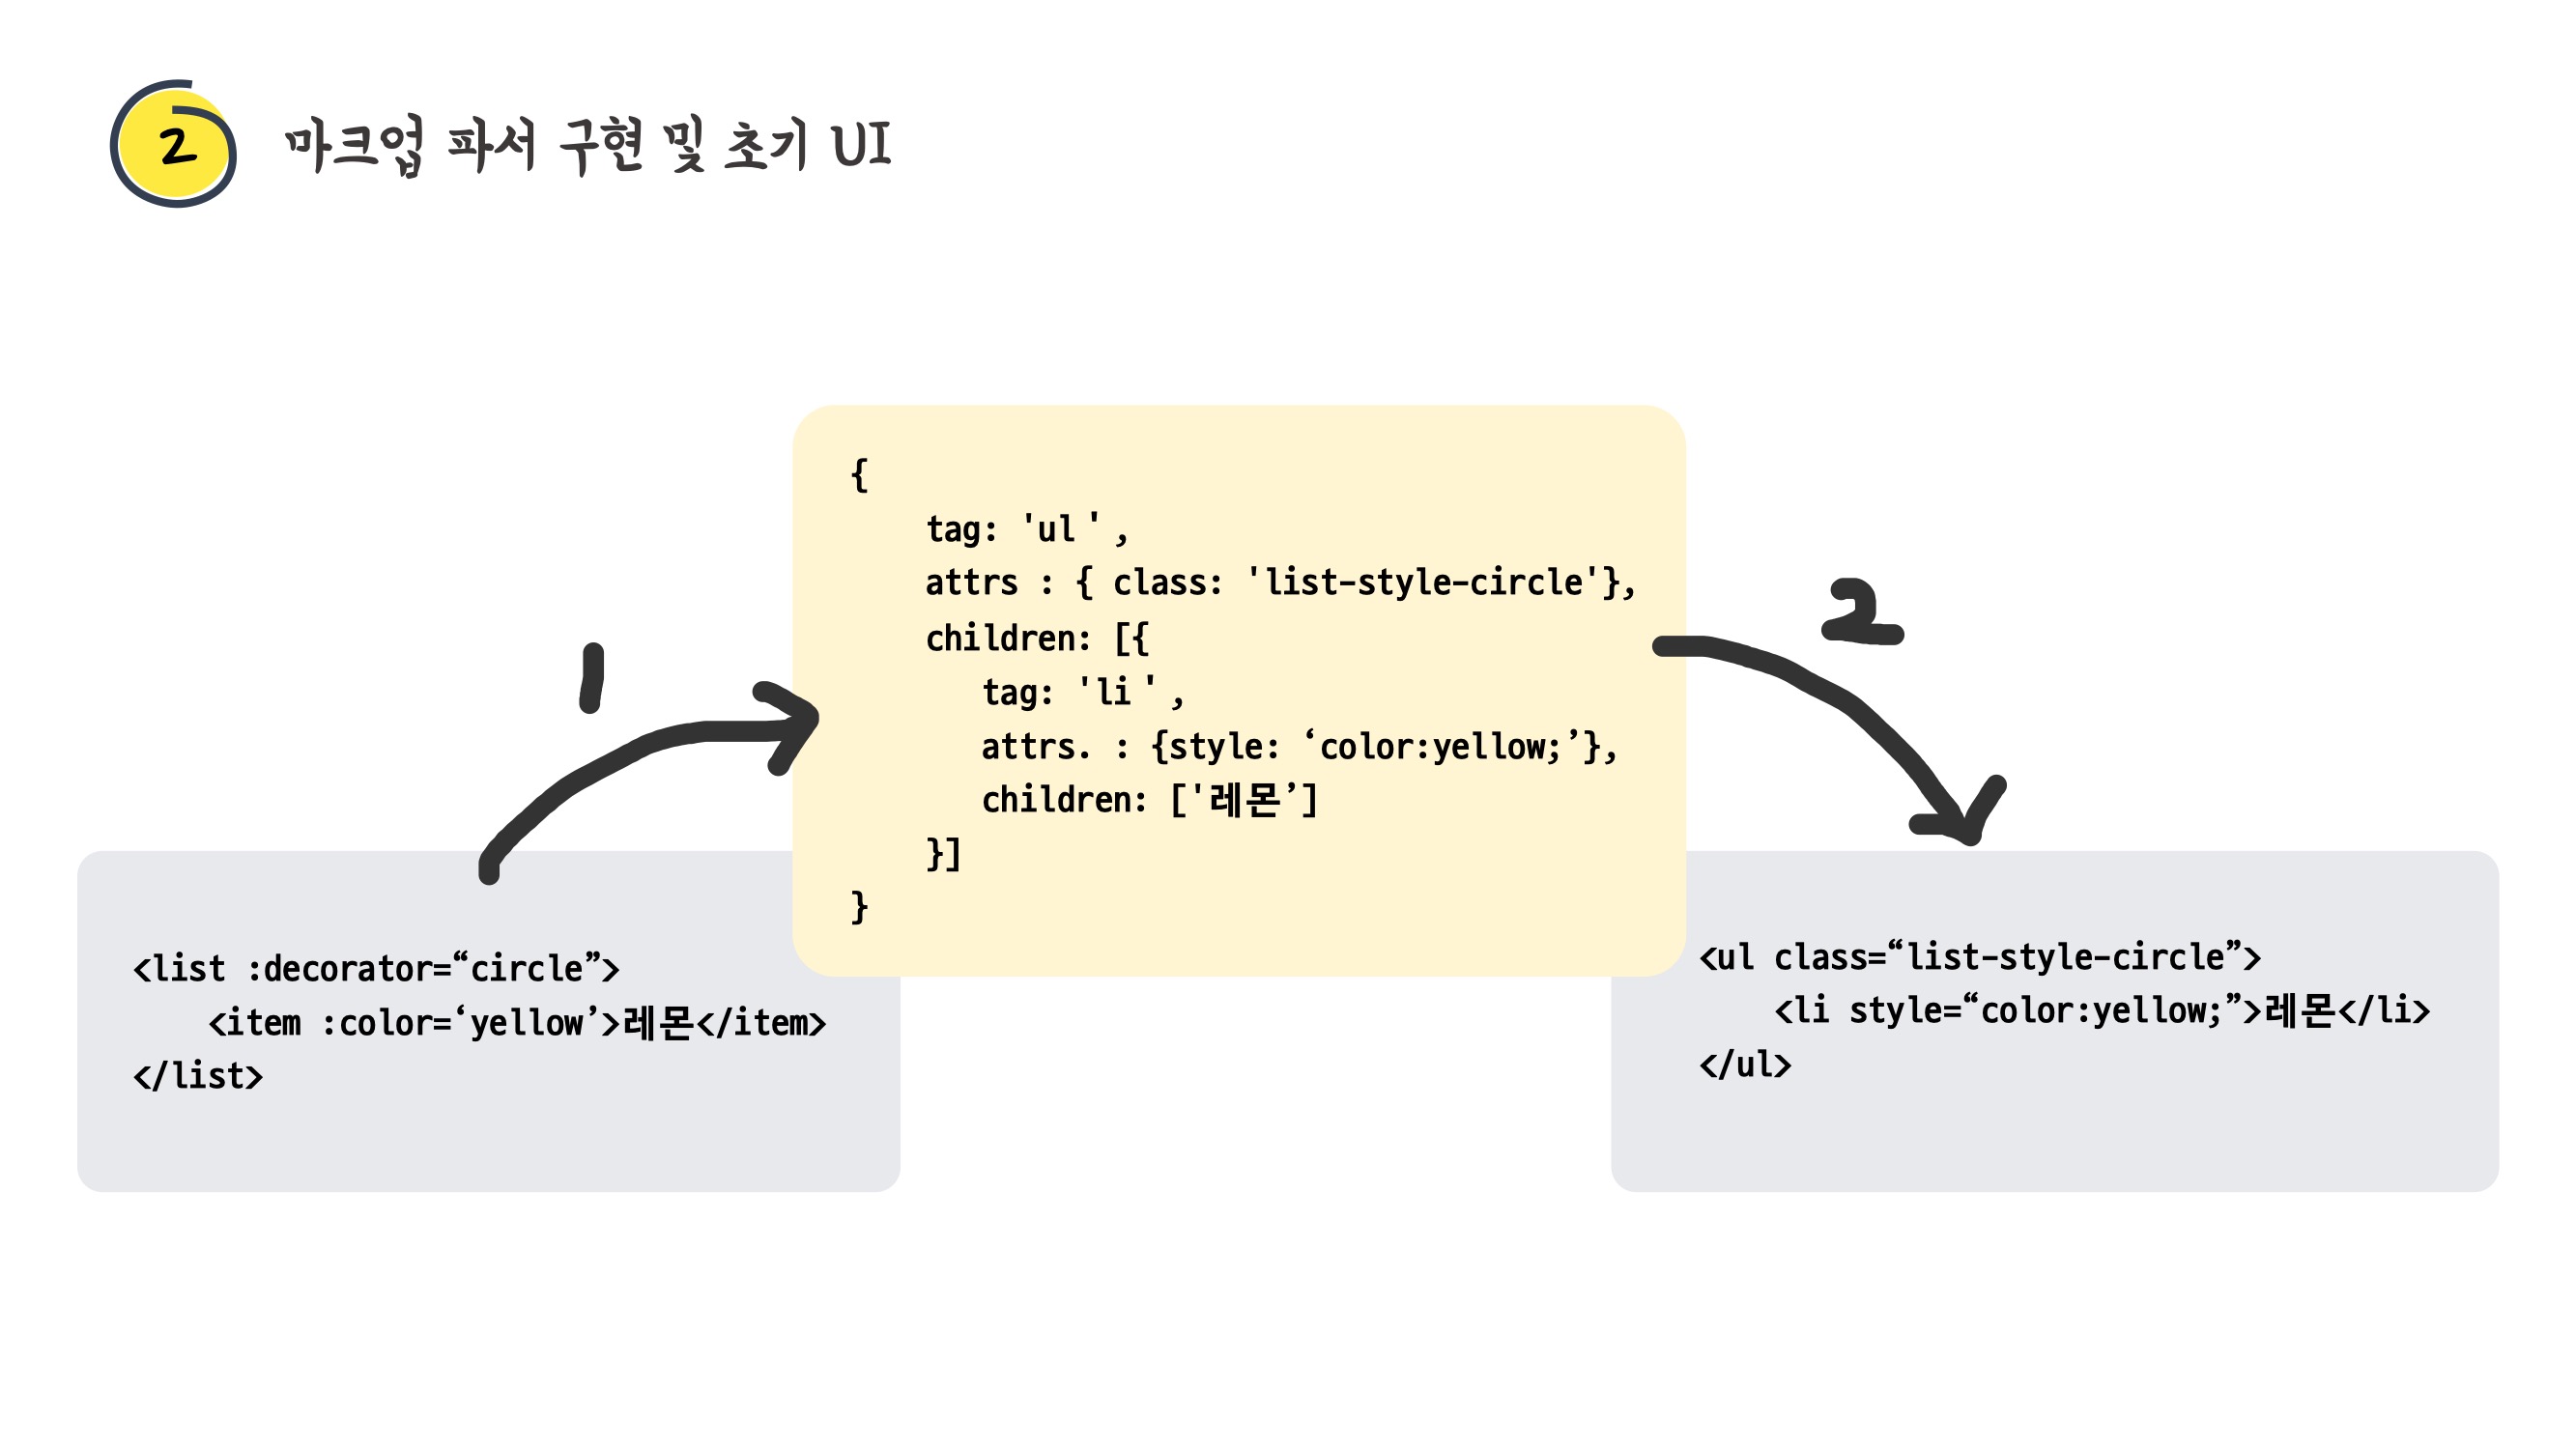 2
마크업 파서 구현 및 초기 UI
1
<list :decorator=“circle”>
<item :color=‘yellow’>레몬</item>
</list>
{
tag: 'ul',
attrs : { class: 'list-style-circle'},
children: [{
tag: 'li',
attrs. : {style: ‘color:yellow;’},
children: ['레몬’]
}]
}
2
<ul class=“list-style-circle”>
<li style=“color:yellow;”>레몬</li>
</ul>